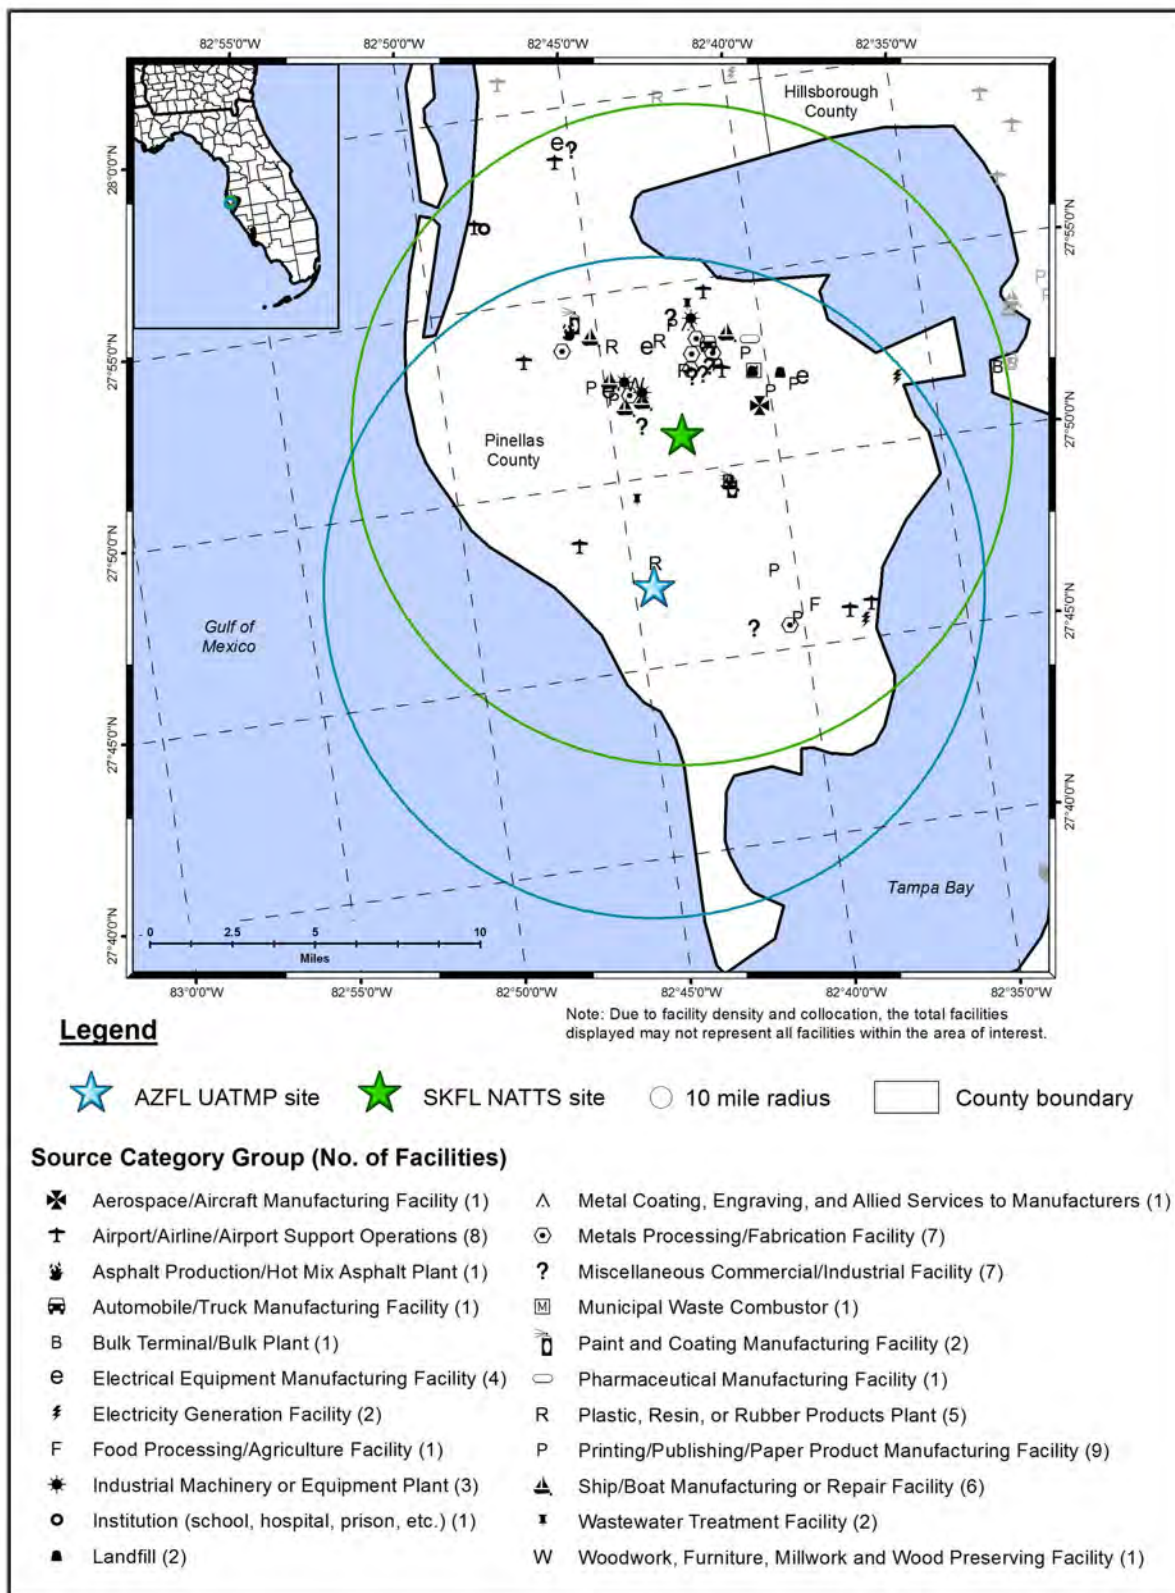 82°55'0"W 82°50'0"W 82°45'0"W 82°40'0"W 82°35'0"W
Hillsborough
County
28°0'0"N
27°55'0"N
27°55'0"N
27°50'0"N
Pinellas
County
27°50'0"N
27°45'0"N
Gulf of
Mexico
27°45'0"N
27°40'0"N
Tampa Bay
27°40'0"N
0 2.5 5 10
Miles
83°0'0"W 82°55'0"W 82°50'0"W 82°45'0"W 82°40'0"W 82°35'0"W
Note: Due to facility density and collocation, the total facilities
displayed may not represent all facilities within the area of interest.
Legend
AZFL UATMP site SKFL NATTS site 10 mile radius County boundary
Source Category Group (No. of Facilities)
Aerospace/Aircraft Manufacturing Facility (1)
Airport/Airline/Airport Support Operations (8)
Asphalt Production/Hot Mix Asphalt Plant (1)
Automobile/Truck Manufacturing Facility (1)
B Bulk Terminal/Bulk Plant (1)
e Electrical Equipment Manufacturing Facility (4)
Electricity Generation Facility (2)
F Food Processing/Agriculture Facility (1)
Industrial Machinery or Equipment Plant (3)
Institution (school, hospital, prison, etc.) (1)
Landfill (2)
Metal Coating, Engraving, and Allied Services to Manufacturers (1)
Metals Processing/Fabrication Facility (7)
? Miscellaneous Commercial/Industrial Facility (7)
M Municipal Waste Combustor (1)
Paint and Coating Manufacturing Facility (2)
Pharmaceutical Manufacturing Facility (1)
R Plastic, Resin, or Rubber Products Plant (5)
P Printing/Publishing/Paper Product Manufacturing Facility (9)
Ship/Boat Manufacturing or Repair Facility (6)
Wastewater Treatment Facility (2)
W Woodwork, Furniture, Millwork and Wood Preserving Facility (1)